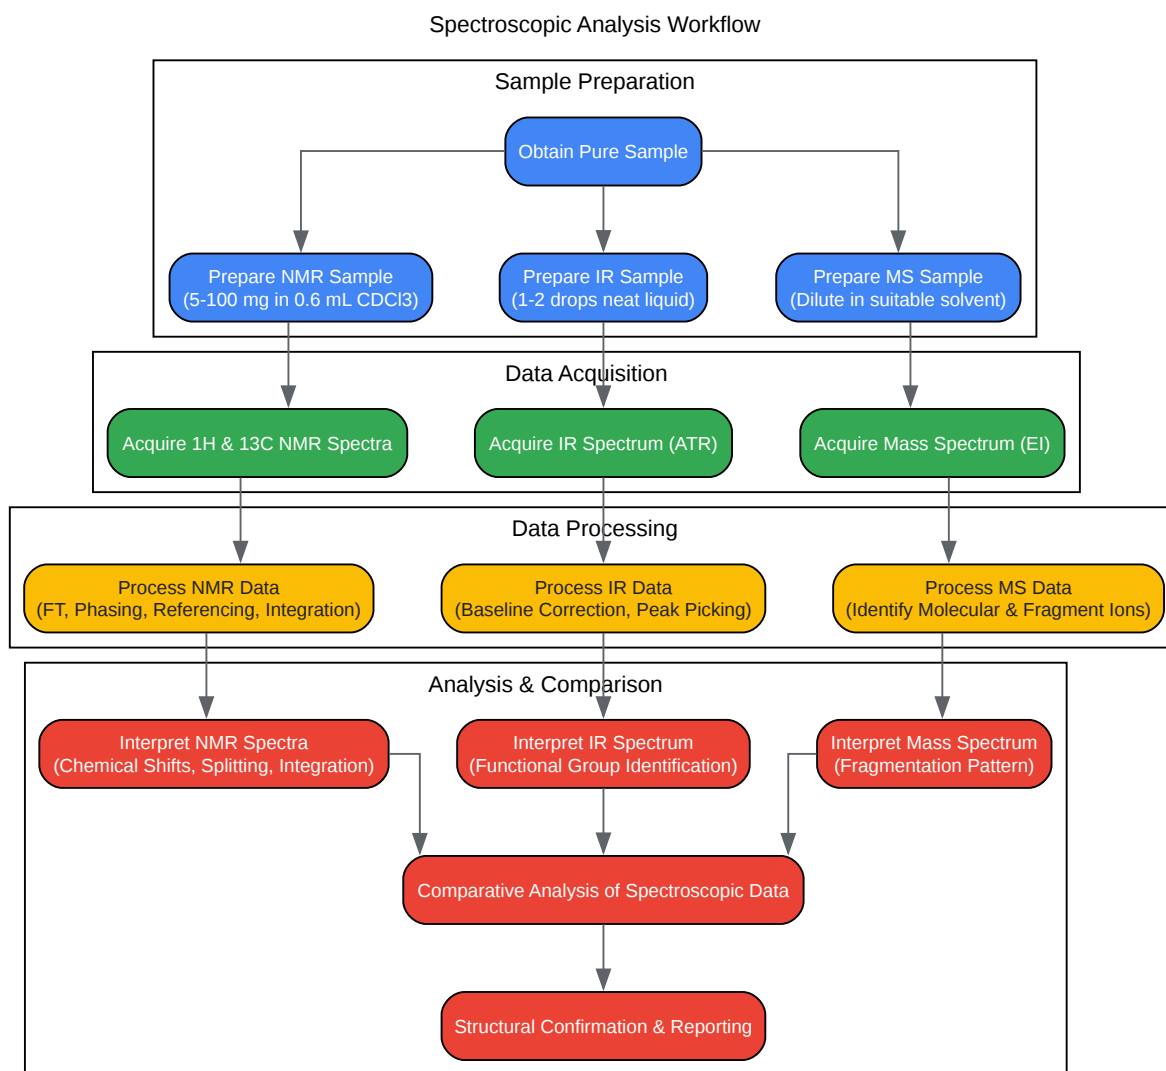 Spectroscopic Analysis Workflow
Sample Preparation
Obtain Pure Sample
Prepare NMR Sample
(5-100 mg in 0.6 mL CDCl3)
Prepare IR Sample
(1-2 drops neat liquid)
Prepare MS Sample
(Dilute in suitable solvent)
Data Acquisition
Acquire 1H & 13C NMR Spectra
Acquire IR Spectrum (ATR)
Acquire Mass Spectrum (EI)
Data Processing
Process NMR Data
(FT, Phasing, Referencing, Integration)
Process IR Data
(Baseline Correction, Peak Picking)
Process MS Data
(Identify Molecular & Fragment Ions)
Analysis & Comparison
Interpret NMR Spectra
(Chemical Shifts, Splitting, Integration)
Interpret IR Spectrum
(Functional Group Identification)
Interpret Mass Spectrum
(Fragmentation Pattern)
Comparative Analysis of Spectroscopic Data
Structural Confirmation & Reporting